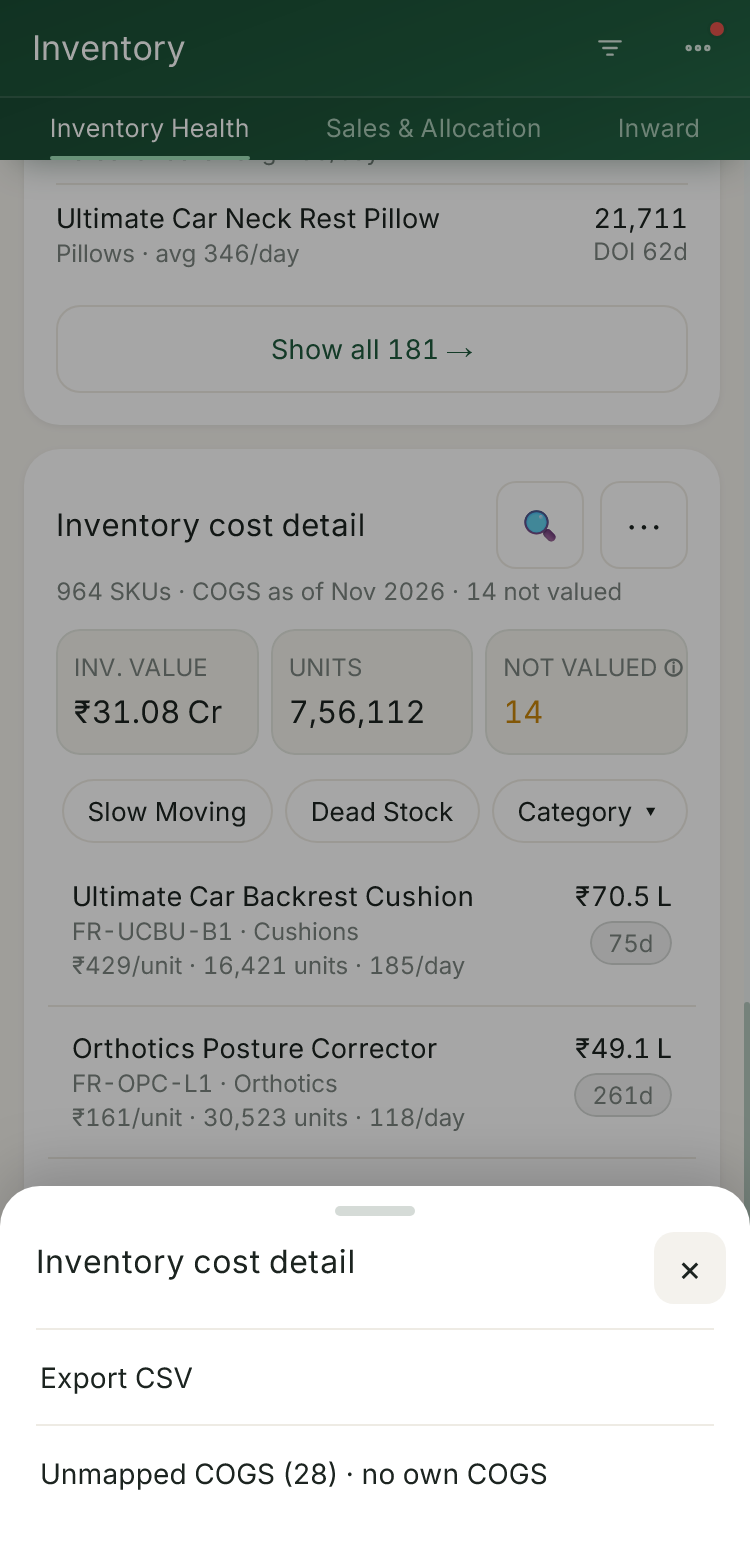 Inventory
Inventory Health
Sales & Allocation
Inward
Ultimate Car Neck Rest Pillow
21,711
Pillows · avg 346/day
DOI 62d
Show all 181 →
Inventory cost detail
...
964 SKUs · COGS as of Nov 2026 · 14 not valued
INV. VALUE
₹31.08 Cr
UNITS
7,56,112
NOT VALUED ⓘ
14
Slow Moving
Dead Stock
Category ▾
Ultimate Car Backrest Cushion
₹70.5 L
FR-UCBU-B1 · Cushions
75d
₹429/unit · 16,421 units · 185/day
Orthotics Posture Corrector
₹49.1 L
FR-OPC-L1 · Orthotics
261d
₹161/unit · 30,523 units · 118/day
Inventory cost detail
×
Export CSV
Unmapped COGS (28) · no own COGS